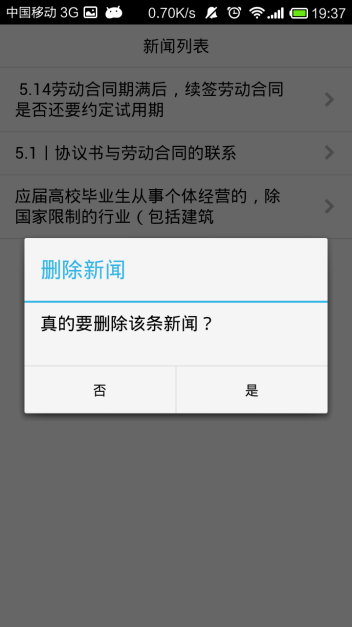 中国移动 3G 0.70K/s 19:37
新闻列表
5.14劳动合同期满后，续签劳动合同
是否还要约定试用期
5.1丨协议书与劳动合同的联系
应届高校毕业生从事个体经营的，除
国家限制的行业（包括建筑
删除新闻
真的要删除该条新闻？
否 是